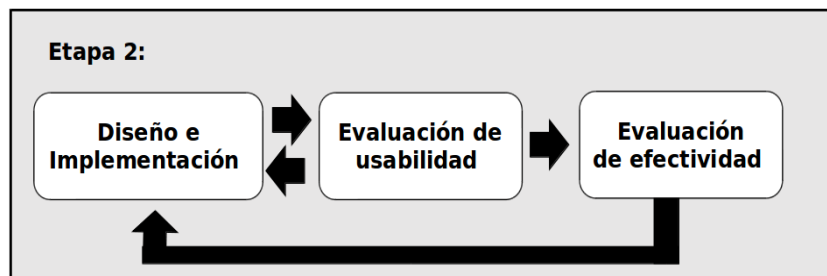 Etapa 2:
Diseño e
Implementación
Evaluación de
usabilidad
Evaluación
de efectividad